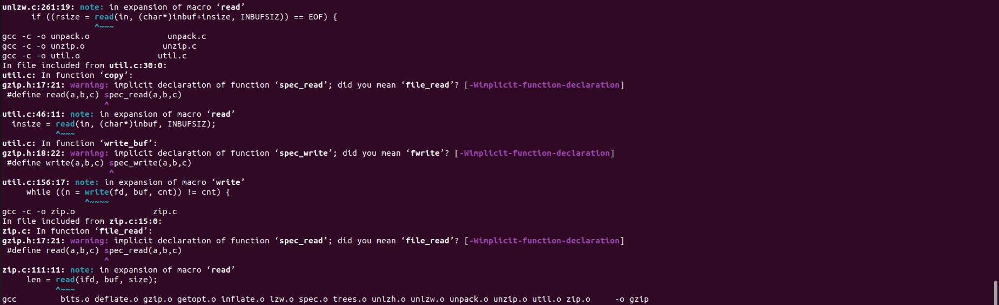 unlzw.c:261:19: note: in expansion of macro ‘read’
      if ((rsize = read(in, (char*)inbuf+insize, INBUFSIZ)) == EOF) {
                   ^~~~
gcc -c -o unpack.o                unpack.c
gcc -c -o unzip.o                unzip.c
gcc -c -o util.o                util.c
In file included from util.c:30:0:
util.c: In function ‘copy’:
gzip.h:17:21: warning: implicit declaration of function ‘spec_read’; did you mean ‘file_read’? [-Wimplicit-function-declaration]
 #define read(a,b,c) spec_read(a,b,c)
                     ^
util.c:46:11: note: in expansion of macro ‘read’
  insize = read(in, (char*)inbuf, INBUFSIZ);
           ^~~~
util.c: In function ‘write_buf’:
gzip.h:18:22: warning: implicit declaration of function ‘spec_write’; did you mean ‘fwrite’? [-Wimplicit-function-declaration]
 #define write(a,b,c) spec_write(a,b,c)
                      ^
util.c:156:17: note: in expansion of macro ‘write’
     while ((n = write(fd, buf, cnt)) != cnt) {
                 ^~~~~
gcc -c -o zip.o                zip.c
In file included from zip.c:15:0:
zip.c: In function ‘file_read’:
gzip.h:17:21: warning: implicit declaration of function ‘spec_read’; did you mean ‘file_read’? [-Wimplicit-function-declaration]
 #define read(a,b,c) spec_read(a,b,c)
                     ^
zip.c:111:11: note: in expansion of macro ‘read’
     len = read(ifd, buf, size);
           ^~~~
gcc         bits.o deflate.o gzip.o getopt.o inflate.o lzw.o spec.o trees.o unlzh.o unlzw.o unpack.o unzip.o util.o zip.o     -o gzip